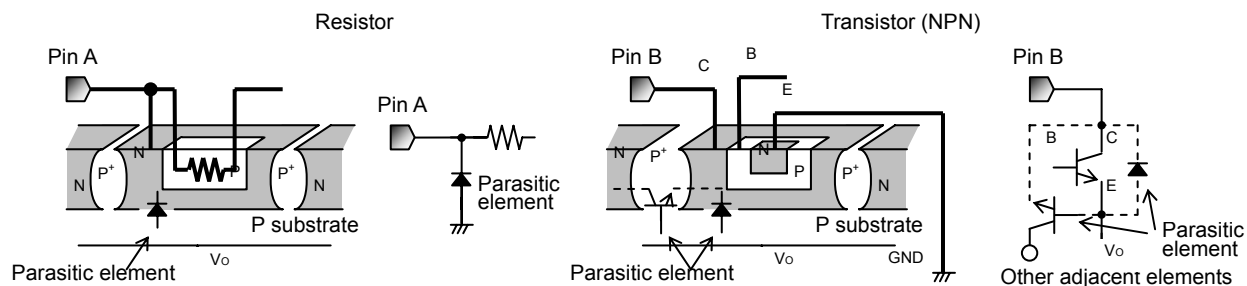 Resistor
Transistor (NPN)
Pin A
Pin B
C
B
E
Pin A
Pin B
N
P
N
P+
P+
N
Parasitic
element
P substrate
Vo
Parasitic element
N
P+
N
P
P+
N
P substrate
Vo
GND
Parasitic element
B
C
E
Vo
Parasitic
element
Other adjacent elements